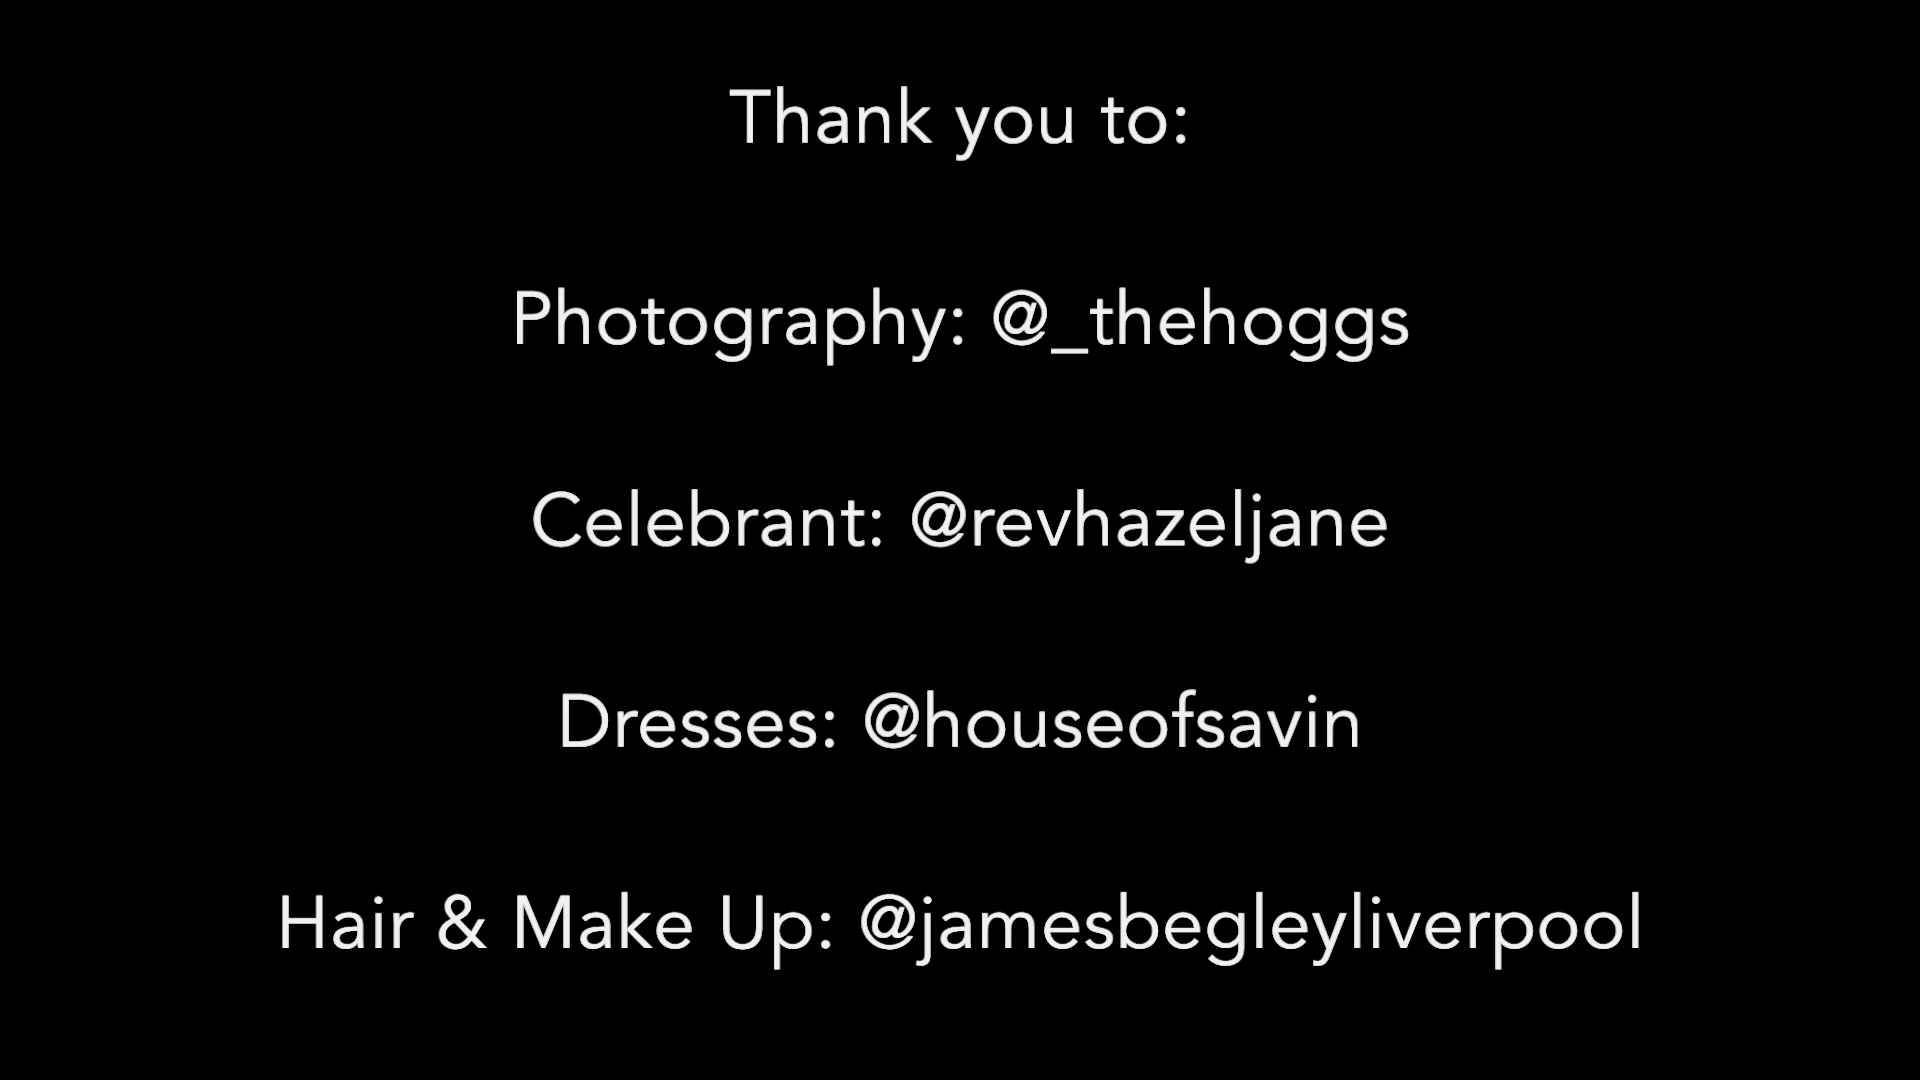 Thank you to:
Photography: @_thehoggs
Celebrant: @revhazeljane
Dresses: @houseofsavin
Hair & Make Up: @jamesbegleyliverpool